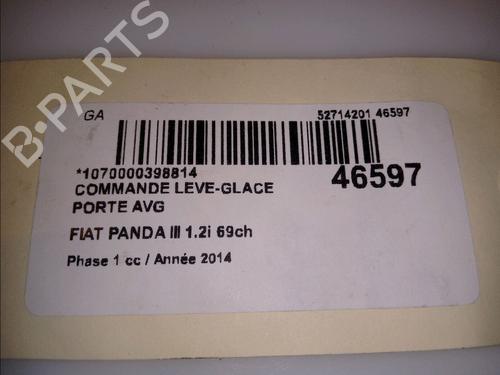 GA 52714201 46597
*1070000398814 46597
COMMANDE LEVE-GLACE
PORTE AVG
FIAT PANDA III 1.2i 69ch
Phase 1 cc / Année 2014
B-PARTS